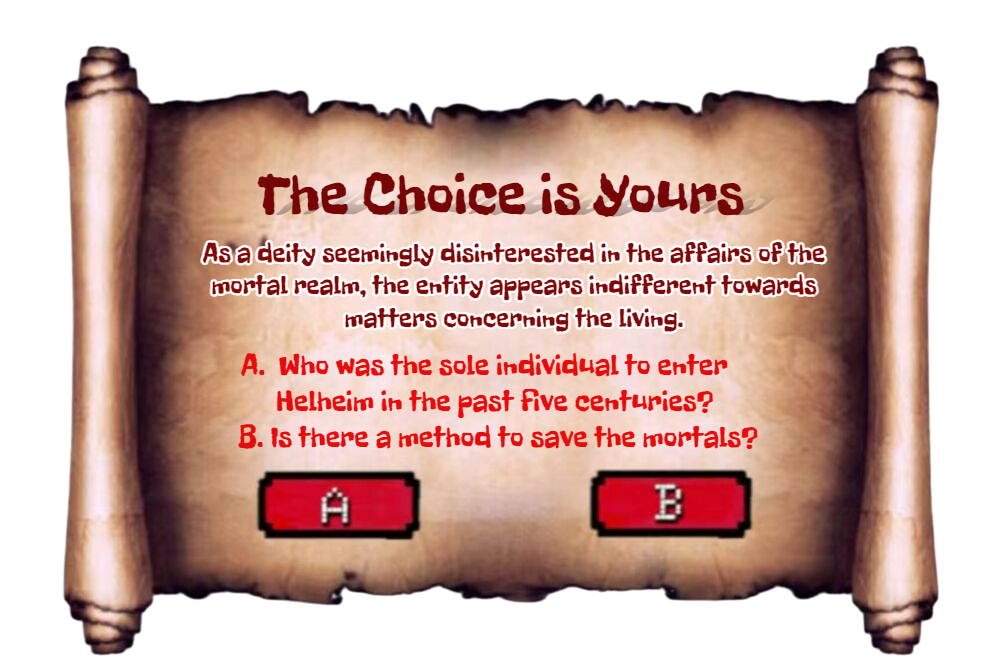 The Choice is Yours
As a deity seemingly disinterested in the affairs of the
mortal realm, the entity appears indifferent towards
matters concerning the living.
A. Who was the sole individual to enter
Helheim in the past five centuries?
B. Is there a method to save the mortals?
A
B